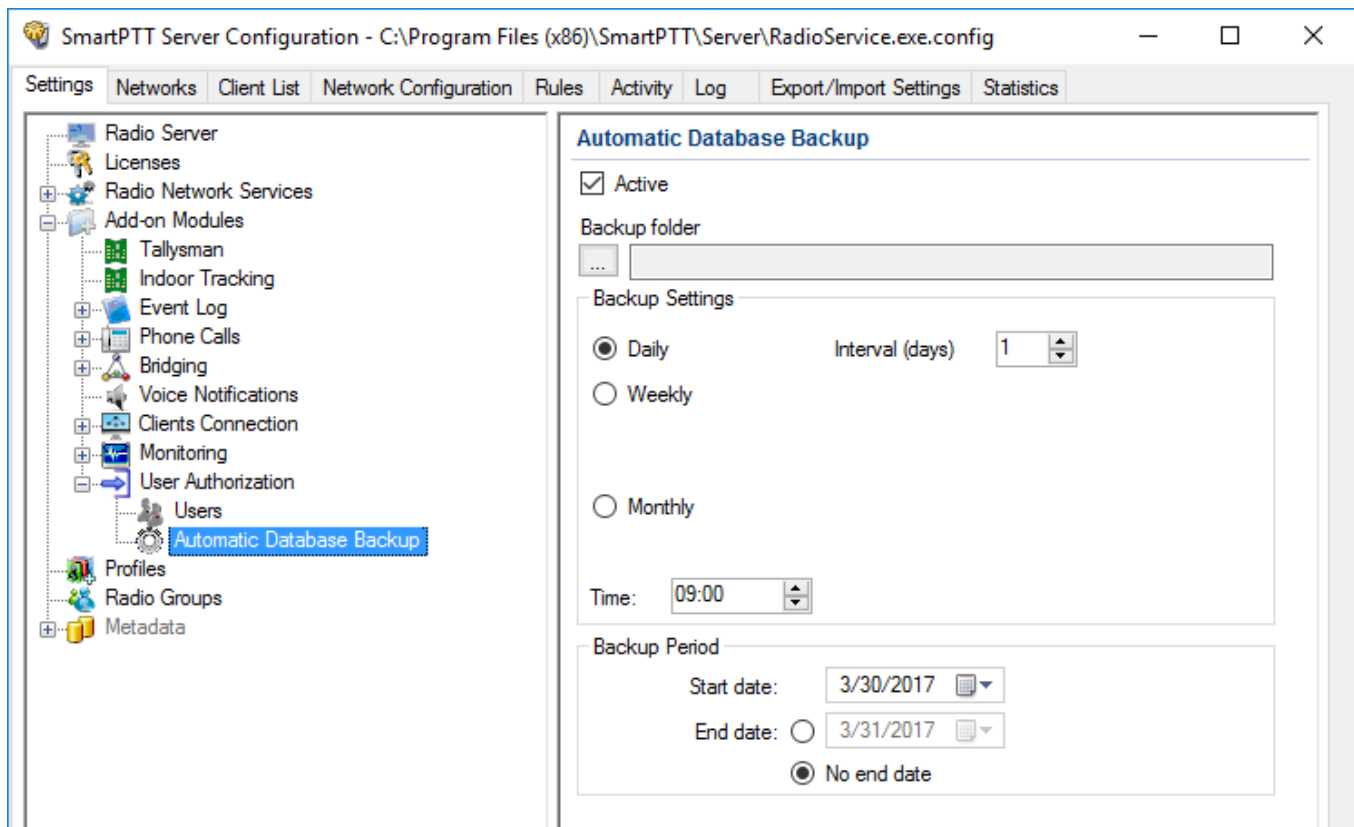 SmartPTT Server Configuration - C:\Program Files (x86)\SmartPTT\Server\RadioService.exe.config
Settings Networks Client List Network Configuration Rules Activity Log Export/Import Settings Statistics
Radio Server
Licenses
Radio Network Services
Add-on Modules
Tallysman
Indoor Tracking
Event Log
Phone Calls
Bridging
Voice Notifications
Clients Connection
Monitoring
User Authorization
Users
Automatic Database Backup
Profiles
Radio Groups
Metadata
Automatic Database Backup
Active
Backup folder
...
Backup Settings
Daily Interval (days) 1
Weekly
Monthly
Time: 09:00
Backup Period
Start date: 3/30/2017
End date: 3/31/2017
No end date